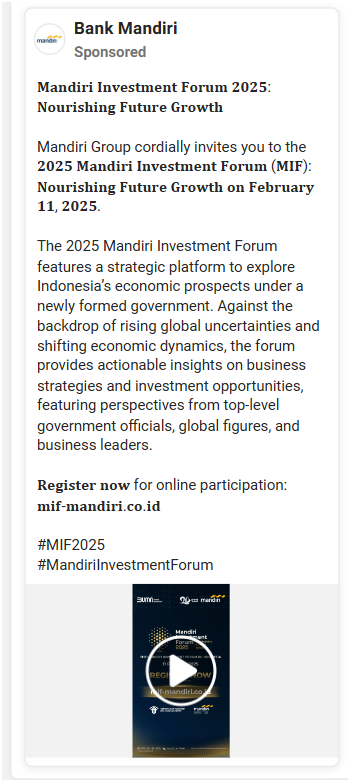 Bank Mandiri
mandiri
Sponsored
Mandiri Investment Forum 2025:
Nourishing Future Growth
Mandiri Group cordially invites you to the
2025 Mandiri Investment Forum (MIF):
Nourishing Future Growth on February
11, 2025.
The 2025 Mandiri Investment Forum
features a strategic platform to explore
Indonesia's economic prospects under a
newly formed government. Against the
backdrop of rising global uncertainties and
shifting economic dynamics, the forum
provides actionable insights on business
strategies and investment opportunities,
featuring perspectives from top-level
government officials, global figures, and
business leaders.
Register now for online participation:
mif-mandiri.co.id
#MIF2025
#MandiriInvestmentForum
BUMN mandiri
Mandiri
Investment
Forum
2025
REGISTER NOW
mif-mandiri.co.id
mandiri